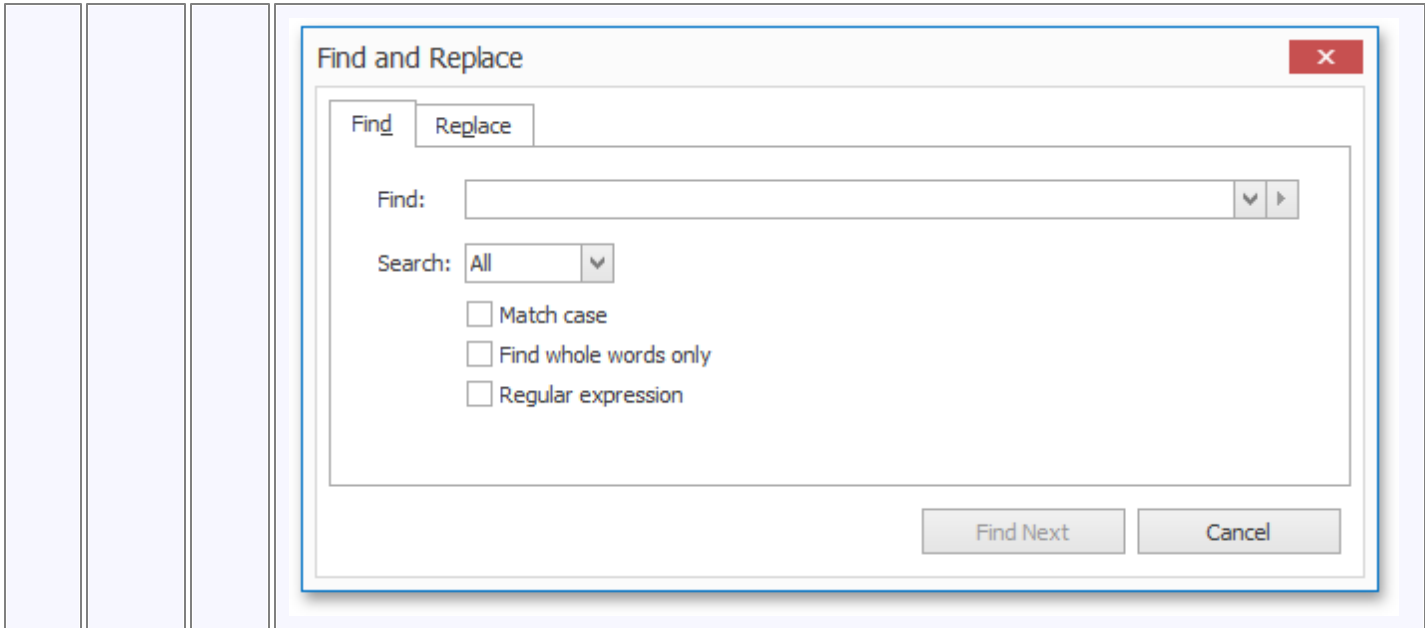 Find and Replace
Find Replace
Find:
Search: All
Match case
Find whole words only
Regular expression
Find Next Cancel